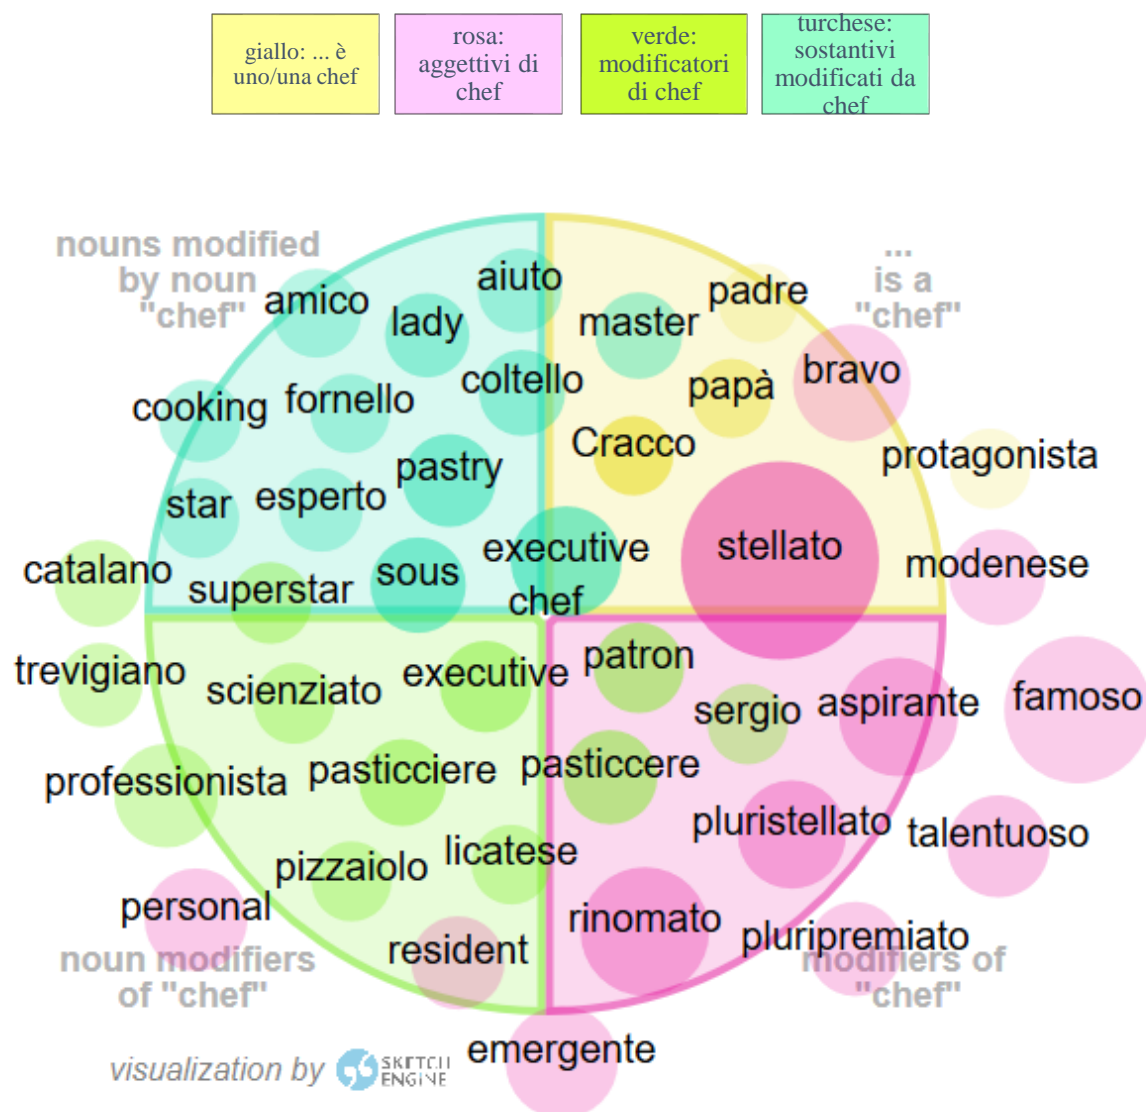 giallo: ... è
uno/una chef
rosa:
aggettivi di
chef
verde:
modificatori
di chef
turchese:
sostantivi
modificati da
chef
nouns modified
by noun
"chef"
...
is a
"chef"
aiuto
amico
lady
padre
master
coltello
papà
bravo
cooking
fornello
Cracco
protagonista
pastry
star
esperto
executive
stellato
catalano
superstar
sous
chef
modenese
trevigiano
scienziato
executive
patron
sergio
aspirante
famoso
professionista
pasticciere
pasticcere
pluristellato
talentuoso
pizzaiolo
licatese
personal
resident
rinomato
pluripremiato
noun modifiers
of "chef"
modifiers of
"chef"
emergente
visualization by
SKETCH
ENGINE